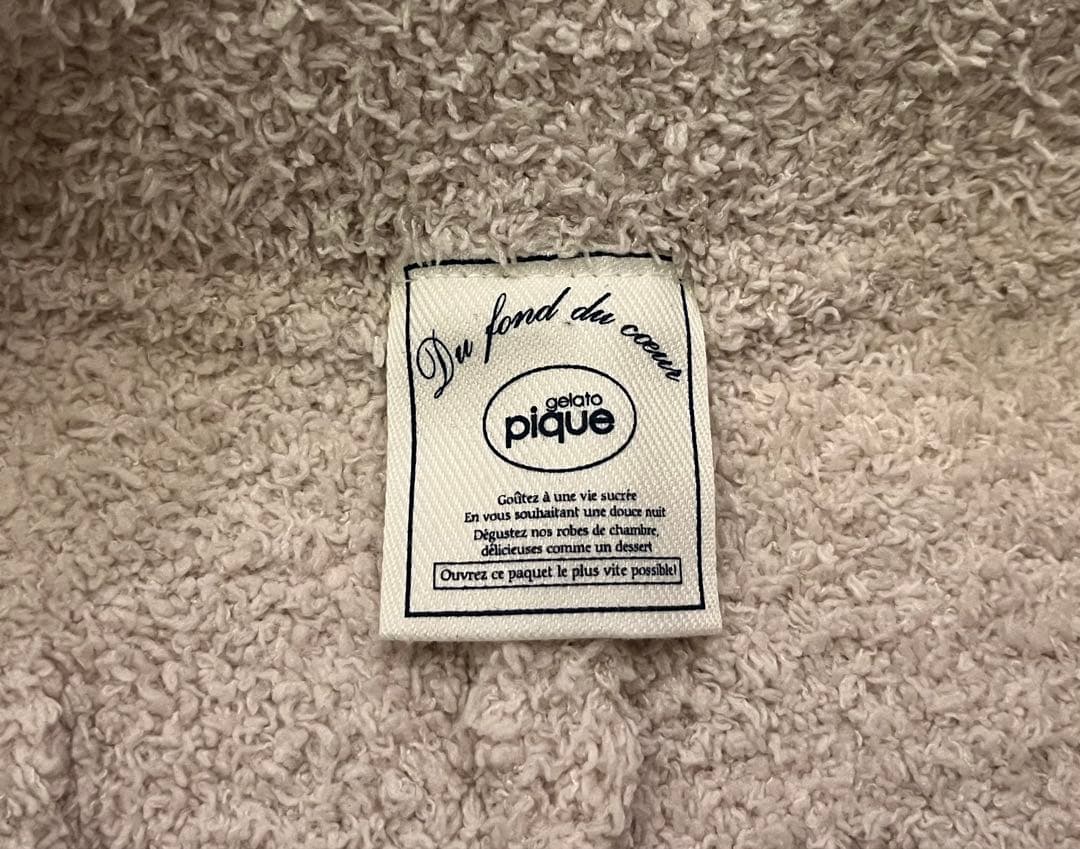 Du fond du cœur
gelato
pique
Goûtez à une vie sucrée
En vous souhaitant une douce nuit
Dégustez nos robes de chambre,
délicieuses comme un dessert
Ouvrez ce paquet le plus vite possible!